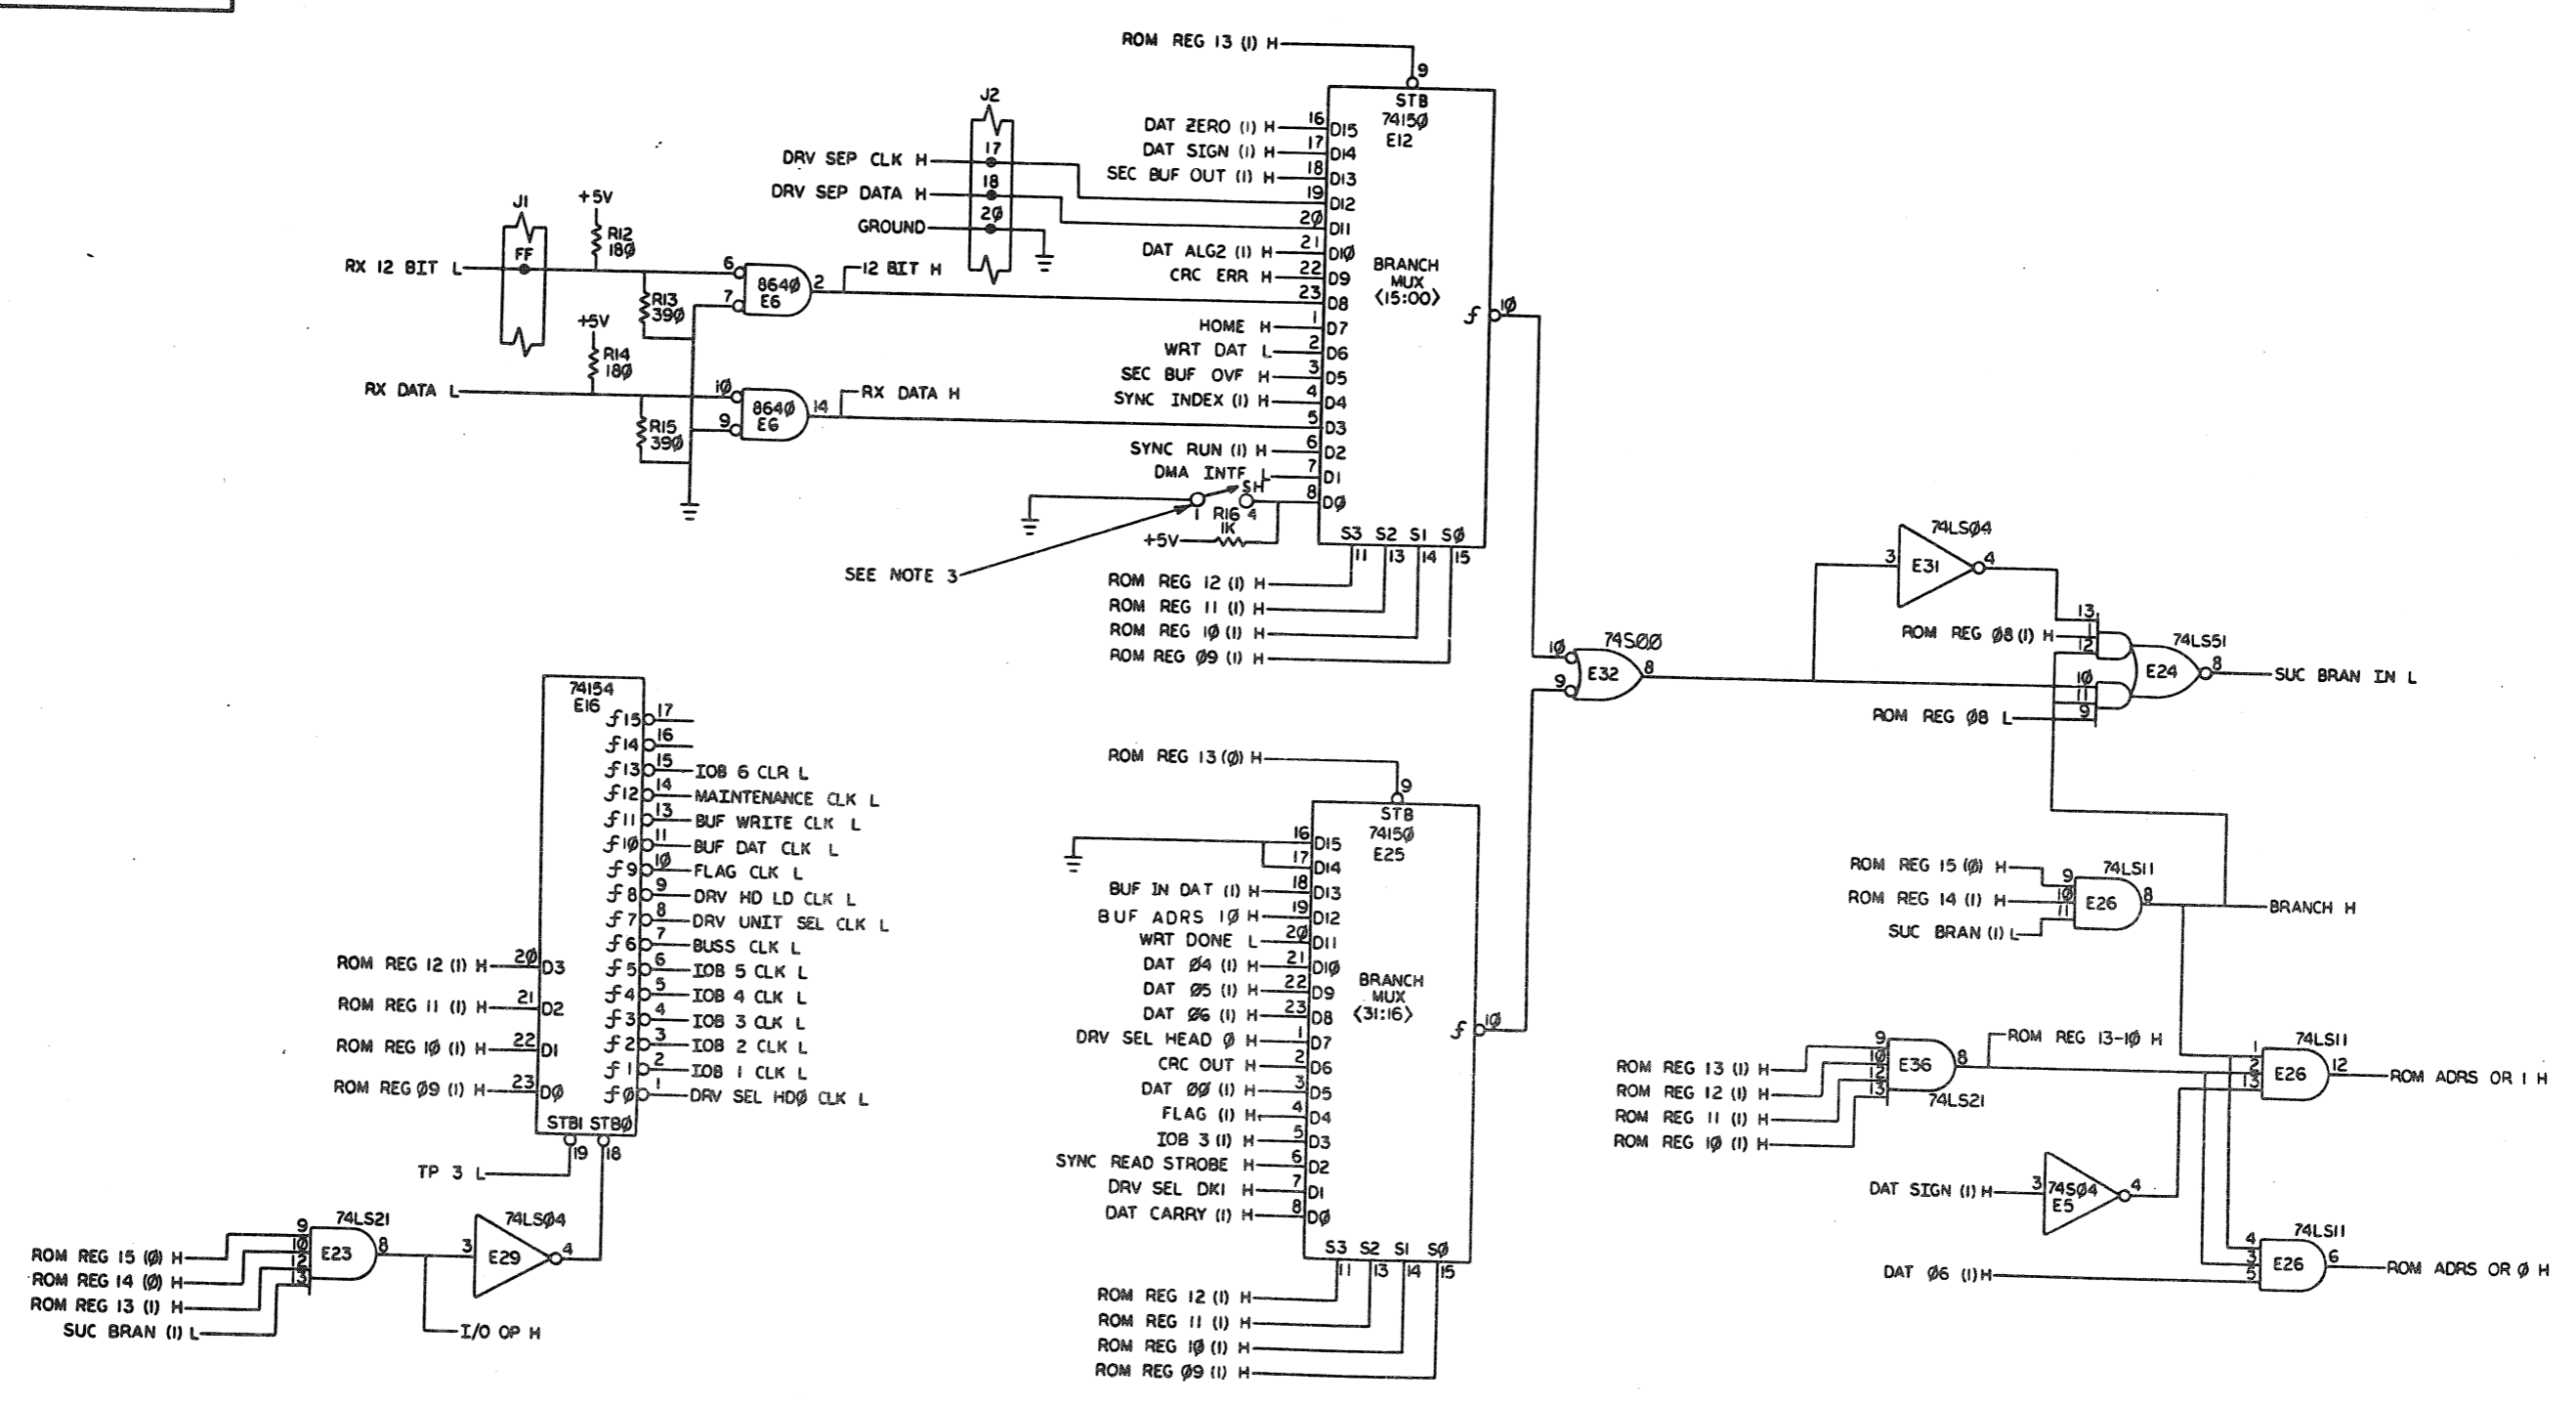 ROM REG 13 (1) H
9
STB
74150
E12
DAT ZERO (1) H 16 D15
DAT SIGN (1) H 17 D14
SEC BUF OUT (1) H 18 D13
19 D12
20 D11
DAT ALG2 (1) H 21 D10
CRC ERR H 22 D9
23 D8
HOME H 1 D7
WRT DAT L 2 D6
SEC BUF OVF H 3 D5
SYNC INDEX (1) H 4 D4
5 D3
SYNC RUN (1) H 6 D2
DMA INTF L 7 D1
8 D0
BRANCH
MUX
<15:00>
f 10
S3 S2 S1 S0
11 13 14 15
ROM REG 12 (1) H
ROM REG 11 (1) H
ROM REG 10 (1) H
ROM REG 09 (1) H
J2
DRV SEP CLK H 17
DRV SEP DATA H 18
GROUND 20
J1
FF
RX 12 BIT L
+5V
R12
180
R13
390
6
7
8640
E6
2
12 BIT H
RX DATA L
+5V
R14
180
R15
390
10
9
8640
E6
14
RX DATA H
1
4
R16
1K
+5V
SEE NOTE 3
74154
E16
f15 17
f14 16
f13 15 IOB 6 CLR L
f12 14 MAINTENANCE CLK L
f11 13 BUF WRITE CLK L
f10 11 BUF DAT CLK L
f9 10 FLAG CLK L
f8 9 DRV HD LD CLK L
f7 8 DRV UNIT SEL CLK L
f6 7 BUSS CLK L
f5 6 IOB 5 CLK L
f4 5 IOB 4 CLK L
f3 4 IOB 3 CLK L
f2 3 IOB 2 CLK L
f1 2 IOB 1 CLK L
f0 1 DRV SEL HD0 CLK L
ROM REG 12 (1) H 20 D3
ROM REG 11 (1) H 21 D2
ROM REG 10 (1) H 22 D1
ROM REG 09 (1) H 23 D0
STB1 STB0
19 18
TP 3 L
74LS21
E23
9
10
12
13
8
ROM REG 15 (0) H
ROM REG 14 (0) H
ROM REG 13 (1) H
SUC BRAN (1) L
I/O OP H
74LS04
3 E29 4
ROM REG 13 (0) H
9
STB
74150
E25
16 D15
17 D14
BUF IN DAT (1) H 18 D13
BUF ADRS 10 H 19 D12
WRT DONE L 20 D11
DAT 04 (1) H 21 D10
DAT 05 (1) H 22 D9
DAT 06 (1) H 23 D8
DRV SEL HEAD 0 H 1 D7
CRC OUT H 2 D6
DAT 00 (1) H 3 D5
FLAG (1) H 4 D4
IOB 3 (1) H 5 D3
SYNC READ STROBE H 6 D2
DRV SEL DK1 H 7 D1
DAT CARRY (1) H 8 D0
BRANCH
MUX
<31:16>
f 10
S3 S2 S1 S0
11 13 14 15
ROM REG 12 (1) H
ROM REG 11 (1) H
ROM REG 10 (1) H
ROM REG 09 (1) H
74S00
10
9
E32
8
74LS04
3 E31 4
13
ROM REG 08 (1) H 1
12
10
11
ROM REG 08 L 9
74LS51
E24
8
SUC BRAN IN L
ROM REG 15 (0) H 9
ROM REG 14 (1) H 10
SUC BRAN (1) L 11
74LS11
E26
8
BRANCH H
ROM REG 13 (1) H 9
ROM REG 12 (1) H 10
ROM REG 11 (1) H 12
ROM REG 10 (1) H 13
E36
74LS21
8
ROM REG 13-10 H
74LS11
1
2
13
E26
12
ROM ADRS OR 1 H
DAT SIGN (1) H 3
74S04
E5
4
74LS11
4
3
5
E26
6
ROM ADRS OR 0 H
DAT 06 (1) H